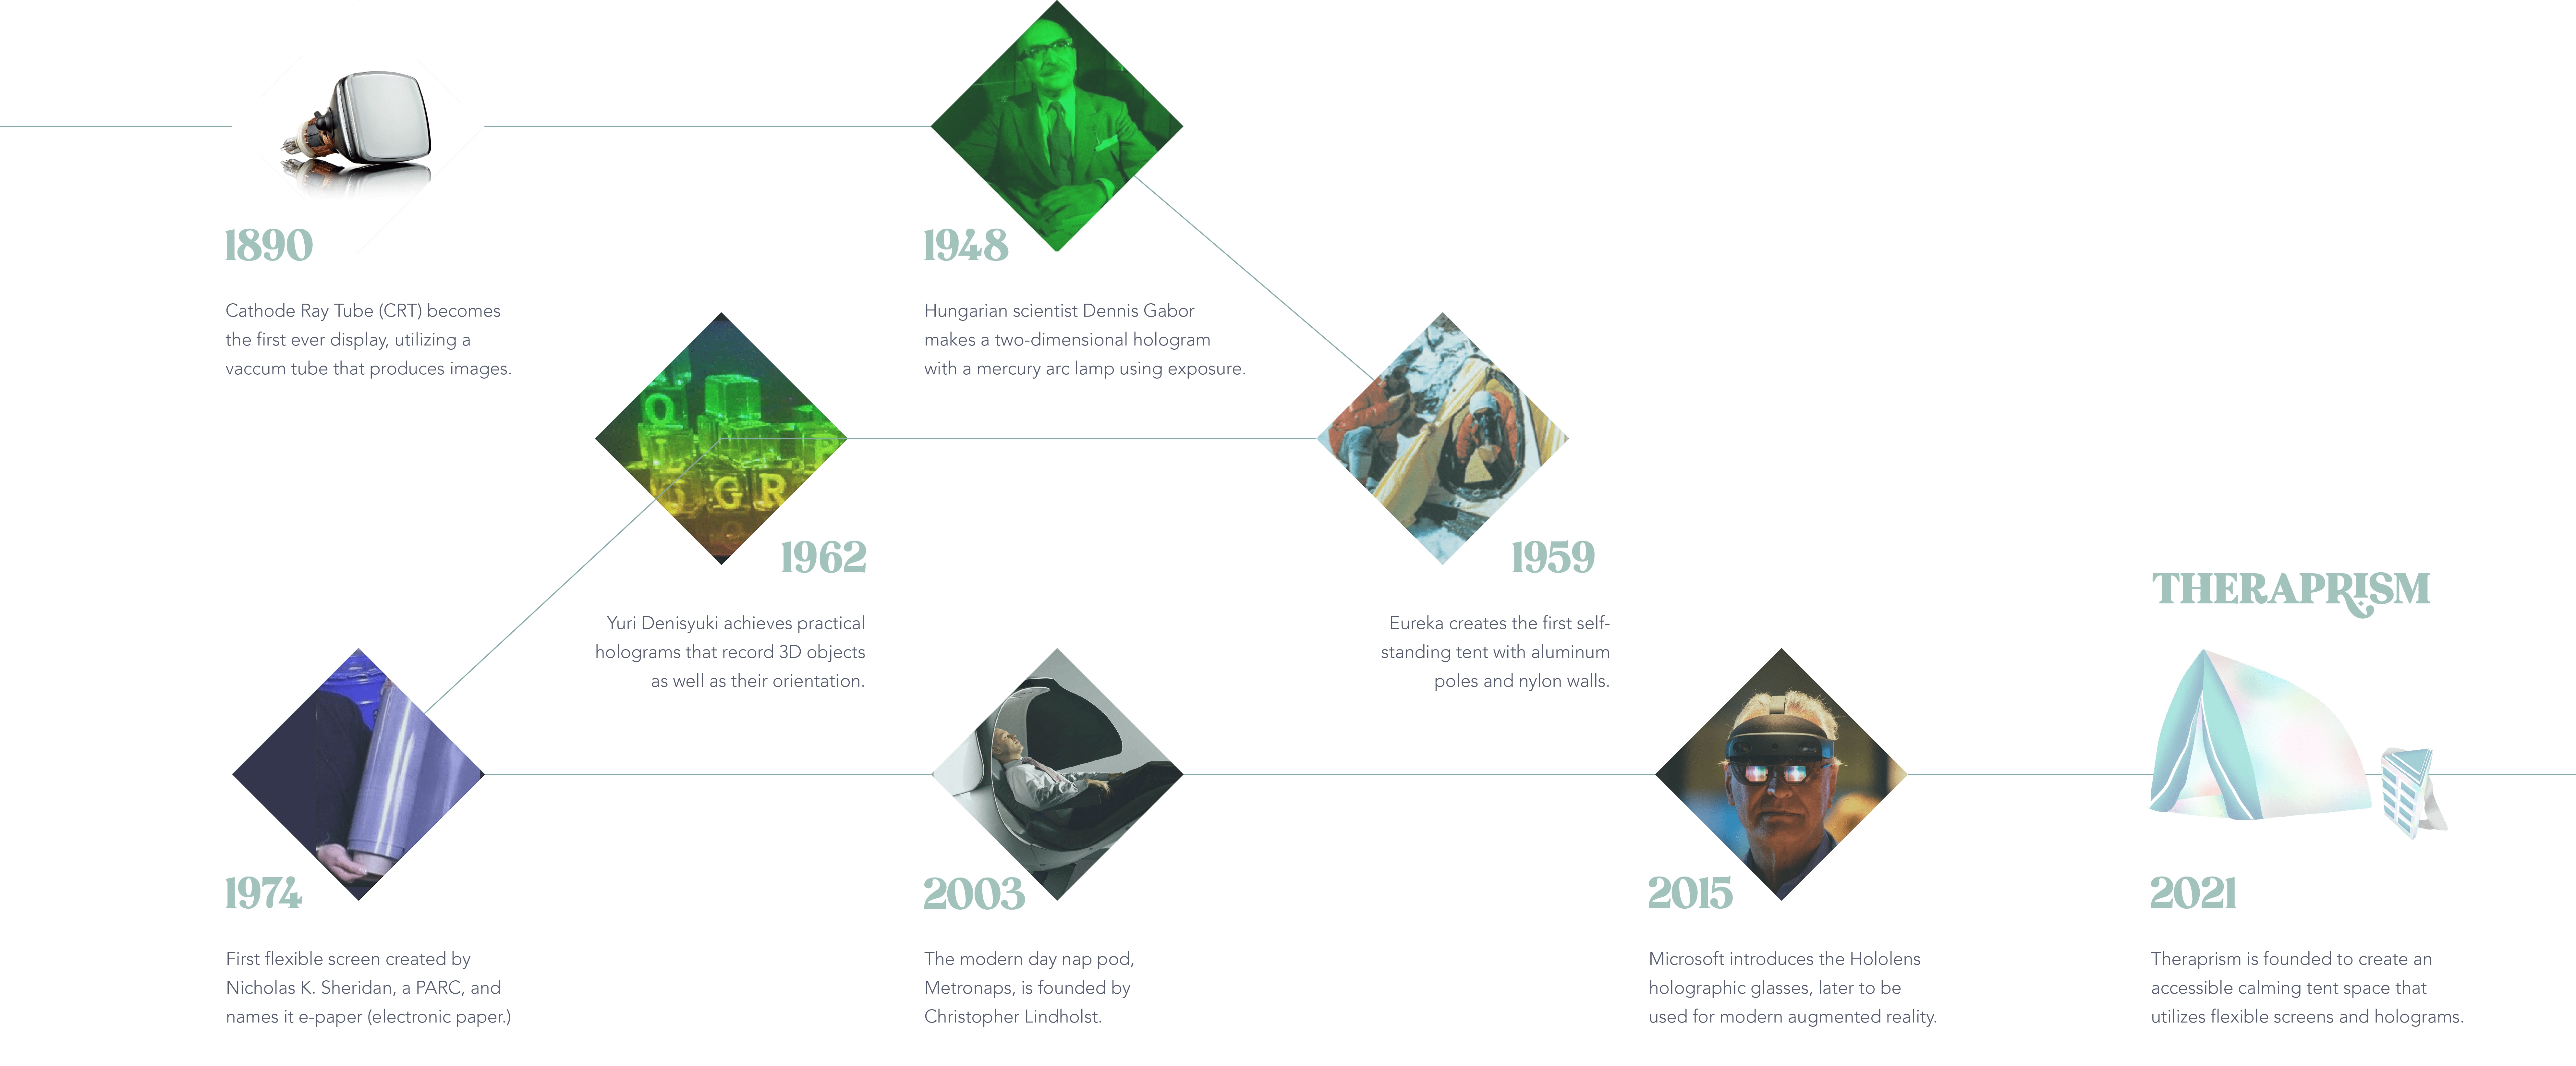 1890
Cathode Ray Tube (CRT) becomes
the first ever display, utilizing a
vaccum tube that produces images.
1948
Hungarian scientist Dennis Gabor
makes a two-dimensional hologram
with a mercury arc lamp using exposure.
1959
Eureka creates the first self-
standing tent with aluminum
poles and nylon walls.
O
L
G R
1962
Yuri Denisyuki achieves practical
holograms that record 3D objects
as well as their orientation.
1974
First flexible screen created by
Nicholas K. Sheridan, a PARC, and
names it e-paper (electronic paper.)
2003
The modern day nap pod,
Metronaps, is founded by
Christopher Lindholst.
2015
Microsoft introduces the Hololens
holographic glasses, later to be
used for modern augmented reality.
THERAPRISM
2021
Theraprism is founded to create an
accessible calming tent space that
utilizes flexible screens and holograms.